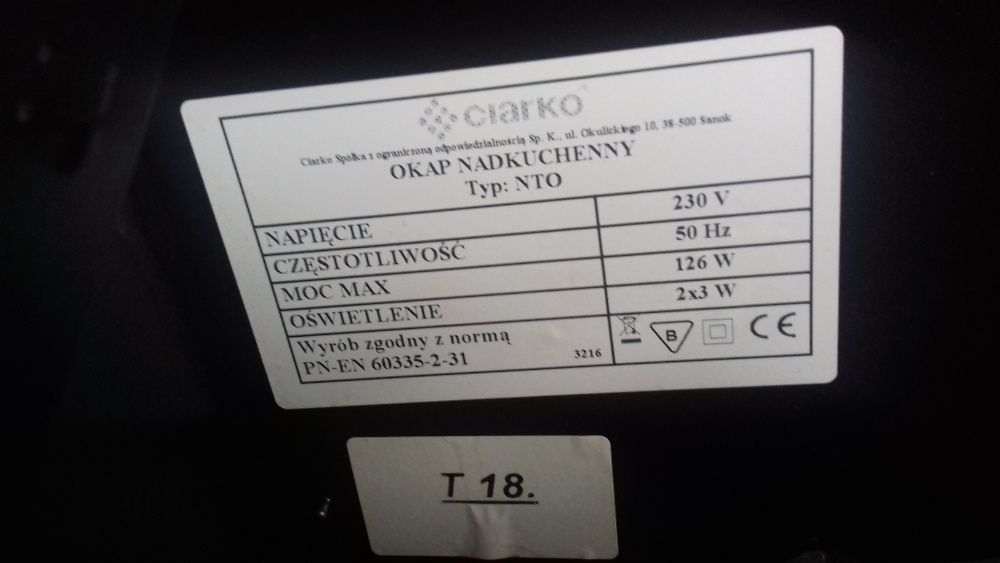 ciarko
Ciarko Spółka z ograniczoną odpowiedzialnością Sp. K., ul. Okulickiego 10, 38-500 Sanok
OKAP NADKUCHENNY
Typ: NTO
NAPIĘCIE 230 V
CZĘSTOTLIWOŚĆ 50 Hz
MOC MAX 126 W
OŚWIETLENIE 2x3 W
Wyrób zgodny z normą
PN-EN 60335-2-31 3216 B CE
T 18.